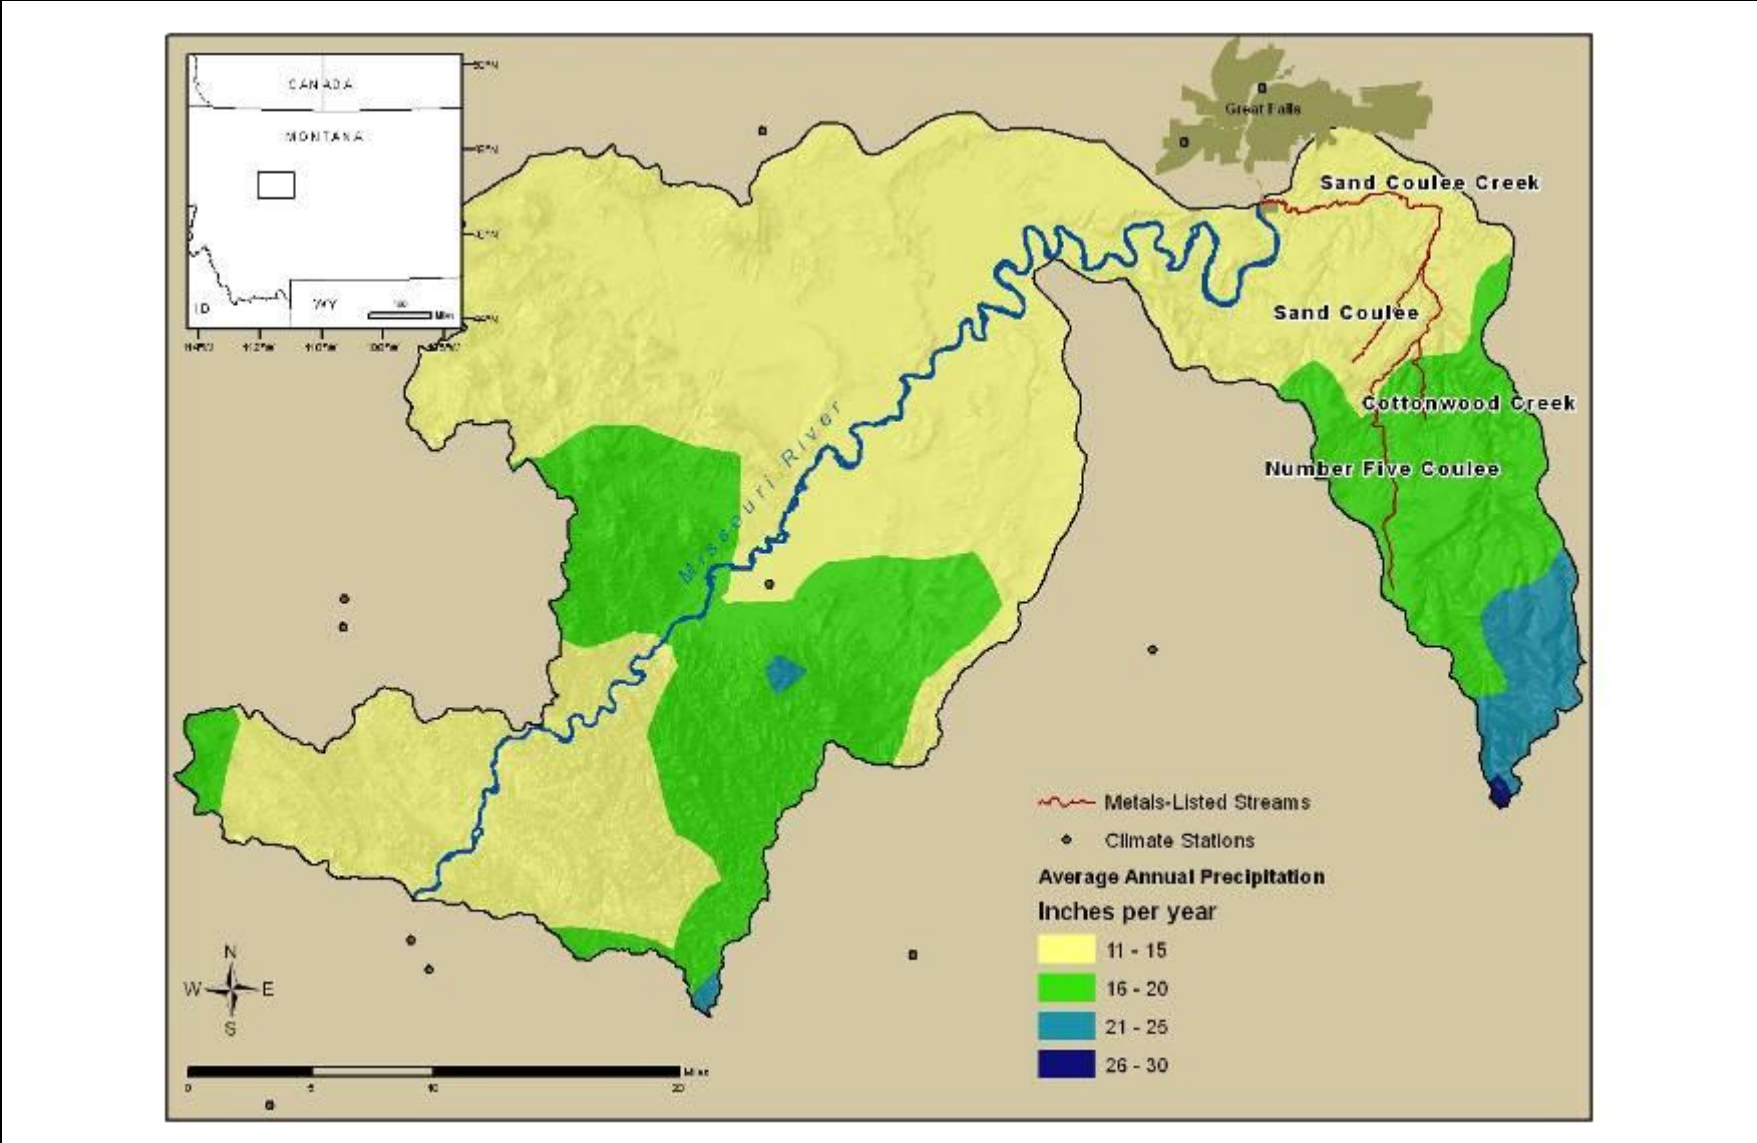 CANADA
MONTANA
ID
WY
Miles
50°N
Great Falls
Sand Coulee Creek
Sand Coulee
Cottonwood Creek
Number Five Coulee
Missouri River
Metals-Listed Streams
Climate Stations
Average Annual Precipitation
Inches per year
11 - 15
16 - 20
21 - 25
26 - 30
N
W E
S
0 5 10 20 Miles